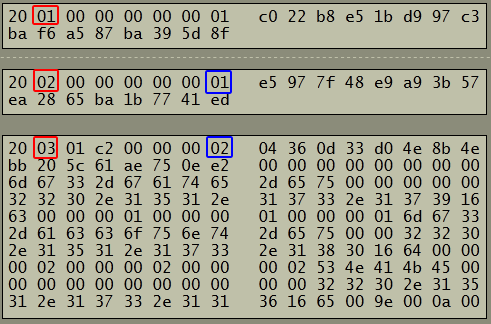 20 01 00 00 00 00 00 01 c0 22 b8 e5 1b d9 97 c3
ba f6 a5 87 ba 39 5d 8f
20 02 00 00 00 00 00 01 e5 97 7f 48 e9 a9 3b 57
ea 28 65 ba 1b 77 41 ed
20 03 01 c2 00 00 00 02 04 36 0d 33 d0 4e 8b 4e
bb 20 5c 61 ae 75 0e e2 00 00 00 00 00 00 00 00
6d 67 33 2d 67 61 74 65 2d 65 75 00 00 00 00 00
32 32 30 2e 31 35 31 2e 31 37 33 2e 31 37 39 16
63 00 00 00 01 00 00 00 01 00 00 00 01 6d 67 33
2d 61 63 63 6f 75 6e 74 2d 65 75 00 00 32 32 30
2e 31 35 31 2e 31 37 33 2e 31 38 30 16 64 00 00
00 02 00 00 00 02 00 00 00 02 53 4e 41 4b 45 00
00 00 00 00 00 00 00 00 00 00 32 32 30 2e 31 35
31 2e 31 37 33 2e 31 31 36 16 65 00 9e 00 0a 00